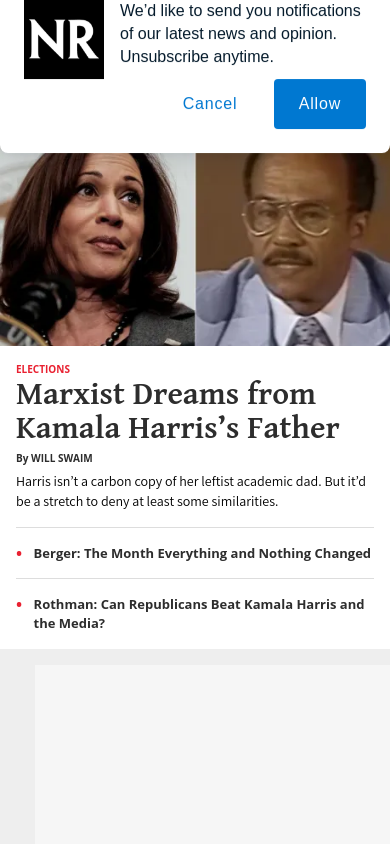 NR
We’d like to send you notifications
of our latest news and opinion.
Unsubscribe anytime.
Cancel
Allow
ELECTIONS
Marxist Dreams from
Kamala Harris’s Father
By WILL SWAIM
Harris isn’t a carbon copy of her leftist academic dad. But it’d
be a stretch to deny at least some similarities.
• Berger: The Month Everything and Nothing Changed
• Rothman: Can Republicans Beat Kamala Harris and
the Media?